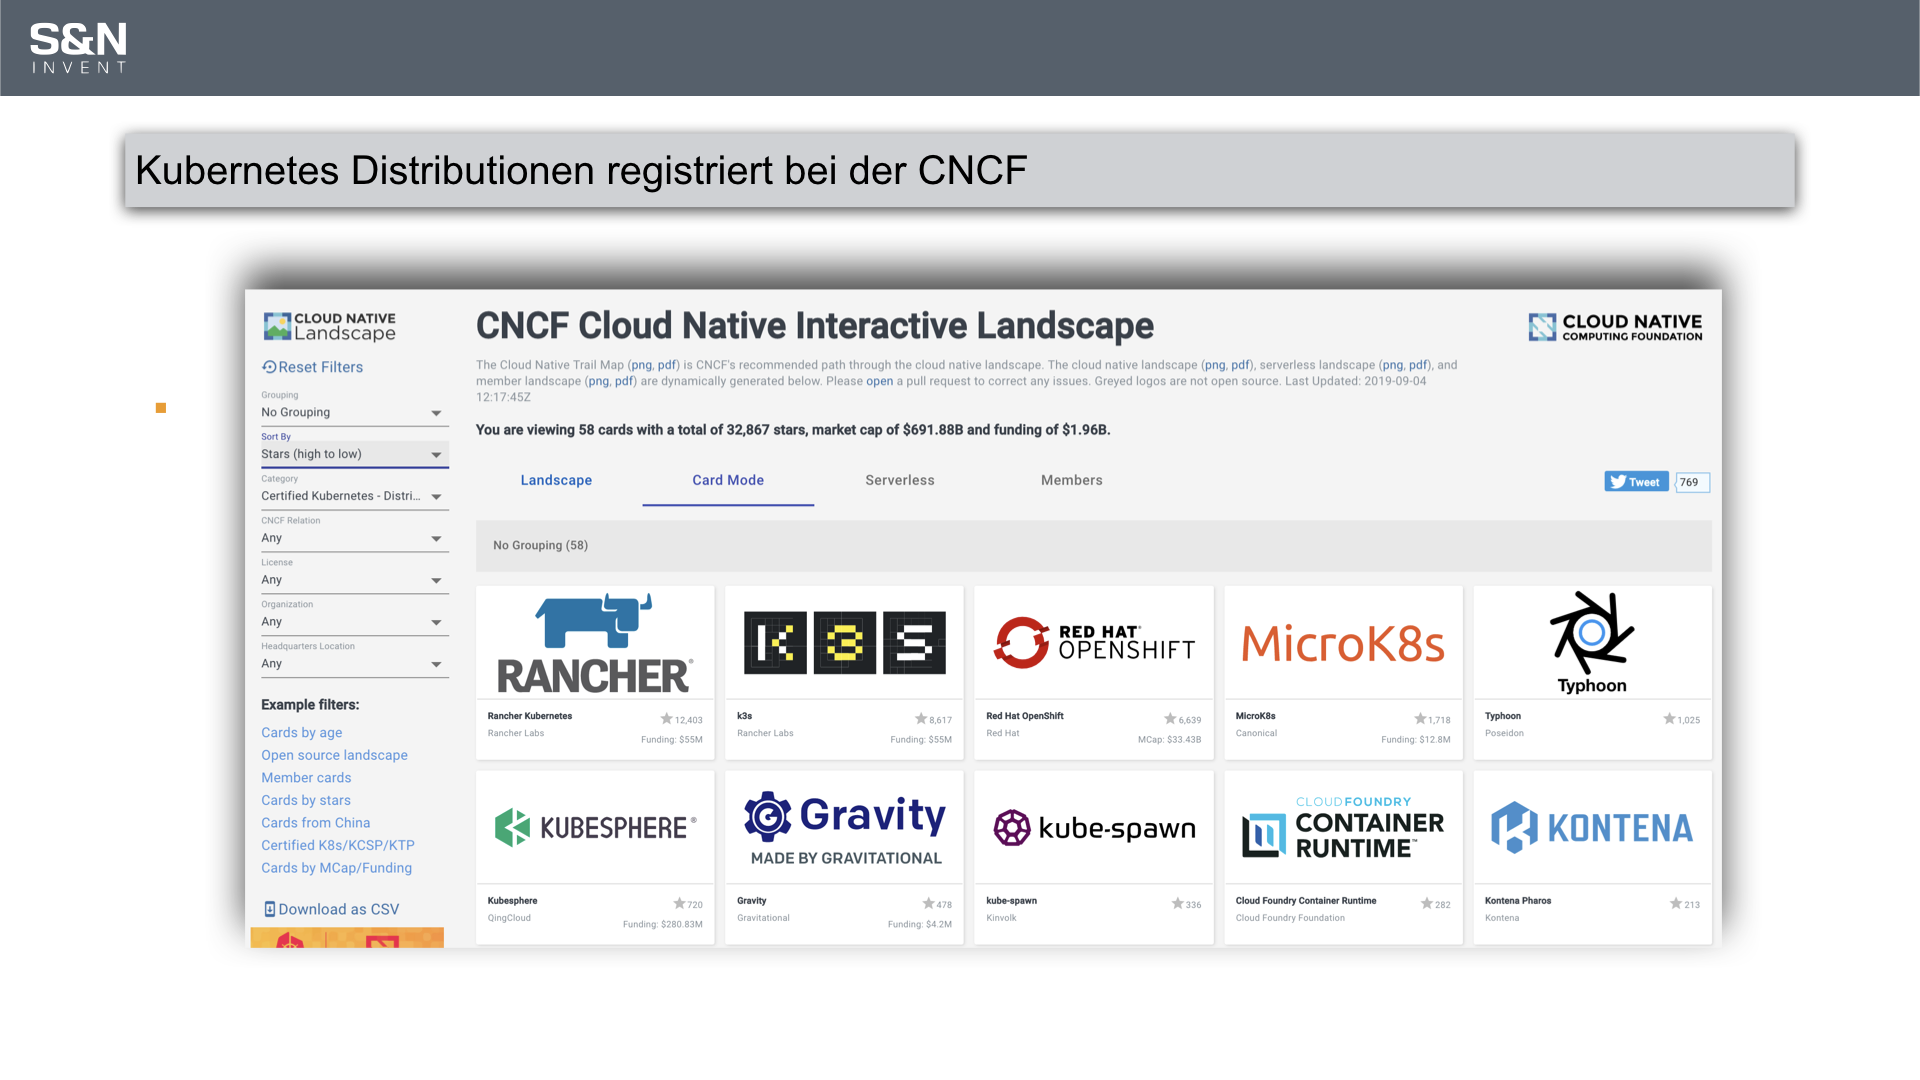 S&N
INVENT
Kubernetes Distributionen registriert bei der CNCF
CLOUD NATIVE
Landscape
Reset Filters
Grouping
No Grouping
Sort By
Stars (high to low)
Category
Certified Kubernetes - Distri...
CNCF Relation
Any
License
Any
Organization
Any
Headquarters Location
Any
Example filters:
Cards by age
Open source landscape
Member cards
Cards by stars
Cards from China
Certified K8s/KCSP/KTP
Cards by MCap/Funding
Download as CSV
CNCF Cloud Native Interactive Landscape
CLOUD NATIVE
COMPUTING FOUNDATION
The Cloud Native Trail Map (png, pdf) is CNCF's recommended path through the cloud native landscape. The cloud native landscape (png, pdf), serverless landscape (png, pdf), and
member landscape (png, pdf) are dynamically generated below. Please open a pull request to correct any issues. Greyed logos are not open source. Last Updated: 2019-09-04
12:17:45Z
You are viewing 58 cards with a total of 32,867 stars, market cap of $691.88B and funding of $1.96B.
Landscape
Card Mode
Serverless
Members
Tweet
769
No Grouping (58)
RANCHER®
Rancher Kubernetes
12,403
Rancher Labs
Funding: $55M
K3S
k3s
8,617
Rancher Labs
Funding: $55M
RED HAT®
OPENSHIFT
Red Hat OpenShift
6,639
Red Hat
MCap: $33.43B
MicroK8s
MicroK8s
1,718
Canonical
Funding: $12.8M
Typhoon
Typhoon
1,025
Poseidon
KUBESPHERE®
Kubesphere
720
QingCloud
Funding: $280.83M
Gravity
MADE BY GRAVITATIONAL
Gravity
478
Gravitational
Funding: $4.2M
kube-spawn
kube-spawn
336
Kinvolk
CLOUDFOUNDRY
CONTAINER
RUNTIME™
Cloud Foundry Container Runtime
282
Cloud Foundry Foundation
KONTENA
Kontena Pharos
213
Kontena